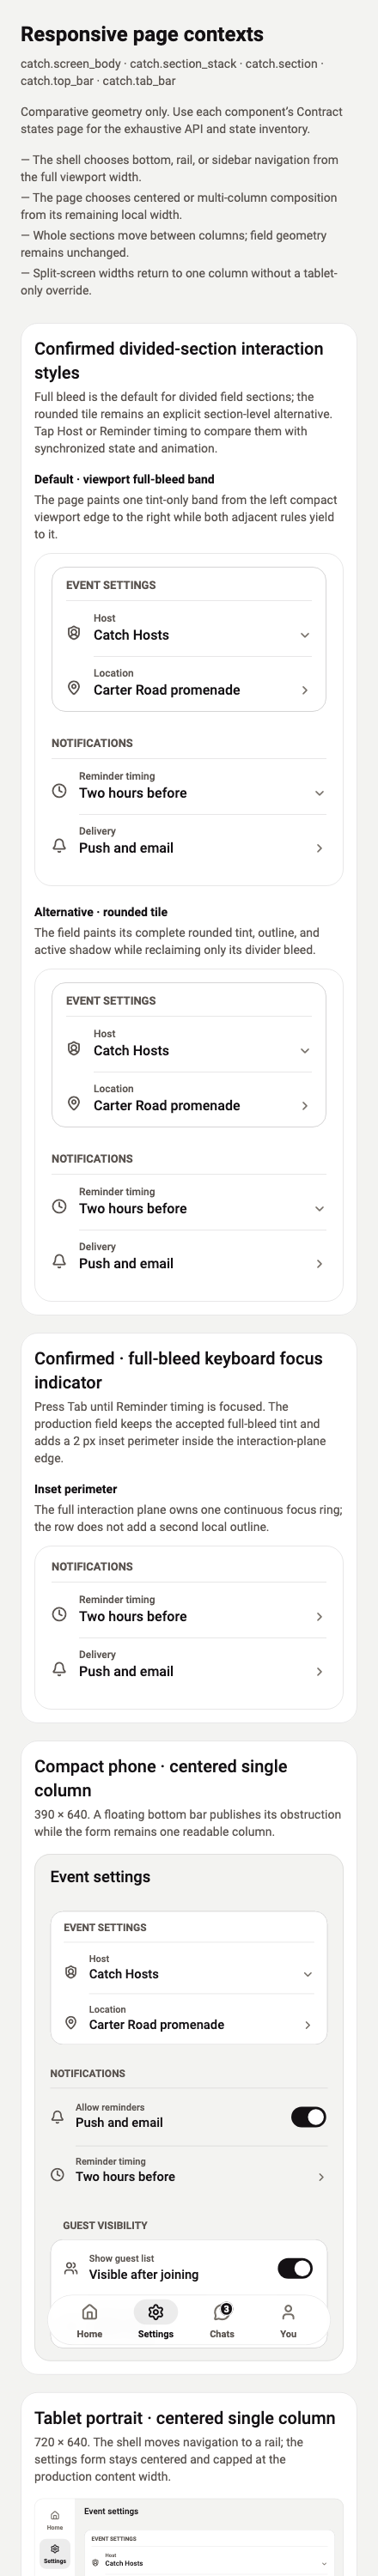 Responsive page contexts
catch.screen_body · catch.section_stack · catch.section ·
catch.top_bar · catch.tab_bar
Comparative geometry only. Use each component's Contract
states page for the exhaustive API and state inventory.
— The shell chooses bottom, rail, or sidebar navigation from
the full viewport width.
— The page chooses centered or multi-column composition
from its remaining local width.
— Whole sections move between columns; field geometry
remains unchanged.
— Split-screen widths return to one column without a tablet-
only override.
Confirmed divided-section interaction
styles
Full bleed is the default for divided field sections; the
rounded tile remains an explicit section-level alternative.
Tap Host or Reminder timing to compare them with
synchronized state and animation.
Default · viewport full-bleed band
The page paints one tint-only band from the left compact
viewport edge to the right while both adjacent rules yield
to it.
EVENT SETTINGS
Host
Catch Hosts
Location
Carter Road promenade
NOTIFICATIONS
Reminder timing
Two hours before
Delivery
Push and email
Alternative · rounded tile
The field paints its complete rounded tint, outline, and
active shadow while reclaiming only its divider bleed.
EVENT SETTINGS
Host
Catch Hosts
Location
Carter Road promenade
NOTIFICATIONS
Reminder timing
Two hours before
Delivery
Push and email
Confirmed · full-bleed keyboard focus
indicator
Press Tab until Reminder timing is focused. The
production field keeps the accepted full-bleed tint and
adds a 2 px inset perimeter inside the interaction-plane
edge.
Inset perimeter
The full interaction plane owns one continuous focus ring;
the row does not add a second local outline.
NOTIFICATIONS
Reminder timing
Two hours before
Delivery
Push and email
Compact phone · centered single
column
390 × 640. A floating bottom bar publishes its obstruction
while the form remains one readable column.
Event settings
EVENT SETTINGS
Host
Catch Hosts
Location
Carter Road promenade
NOTIFICATIONS
Allow reminders
Push and email
Reminder timing
Two hours before
GUEST VISIBILITY
Show guest list
Visible after joining
3
Home Settings Chats You
Tablet portrait · centered single column
720 × 640. The shell moves navigation to a rail; the
settings form stays centered and capped at the
production content width.
Event settings
Home
EVENT SETTINGS
Settings
Host
Catch Hosts